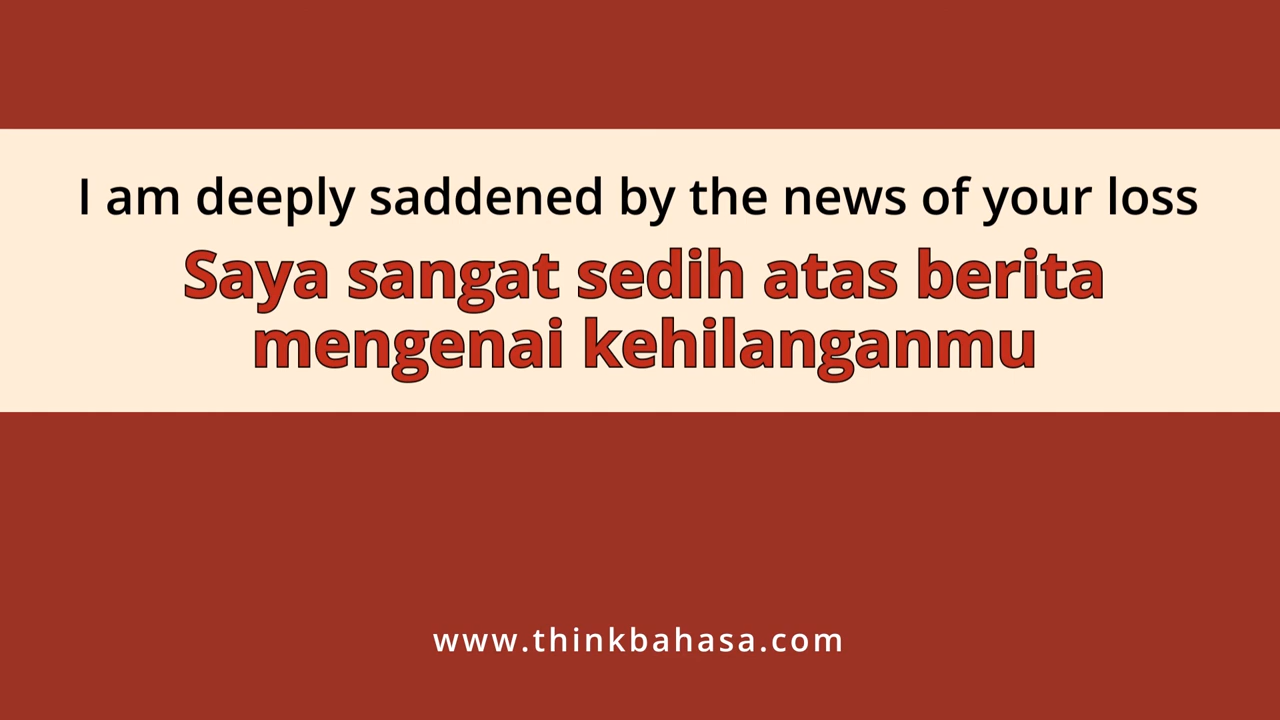 I am deeply saddened by the news of your loss
Saya sangat sedih atas berita
mengenai kehilanganmu
www.thinkbahasa.com